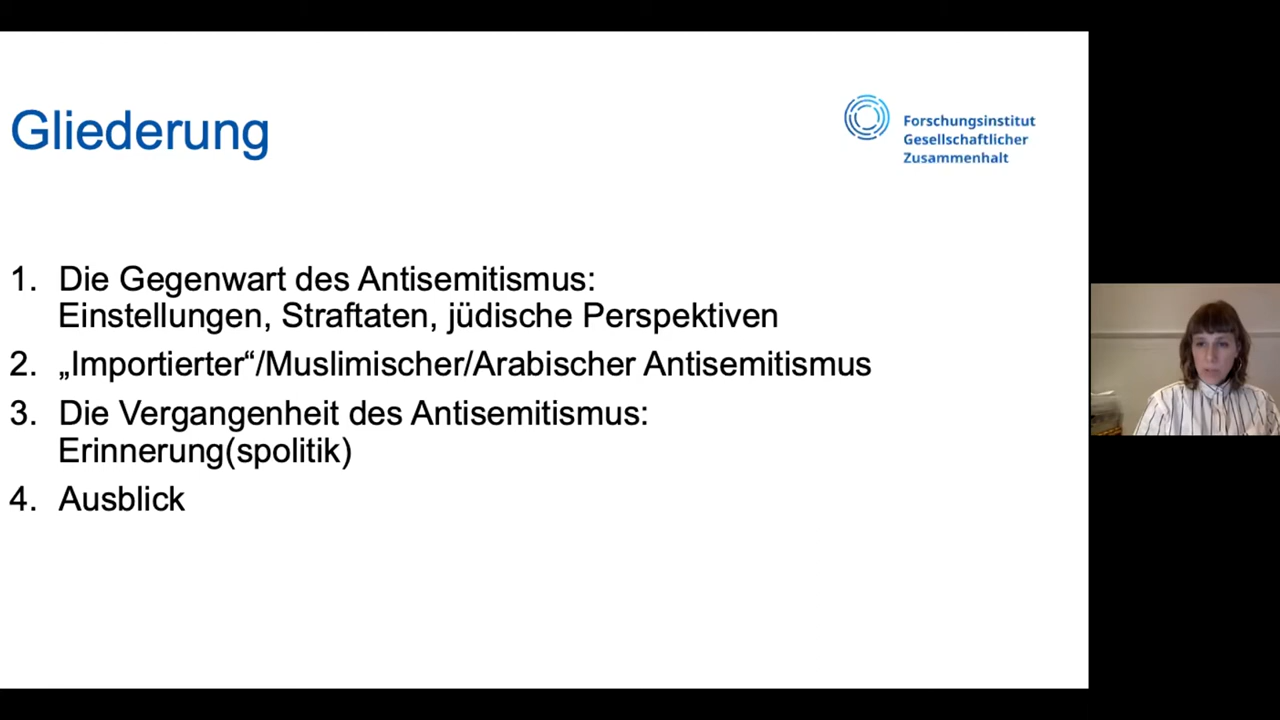 Gliederung
Forschungsinstitut
Gesellschaftlicher
Zusammenhalt
1. Die Gegenwart des Antisemitismus:
Einstellungen, Straftaten, jüdische Perspektiven
2. „Importierter“/Muslimischer/Arabischer Antisemitismus
3. Die Vergangenheit des Antisemitismus:
Erinnerung(spolitik)
4. Ausblick